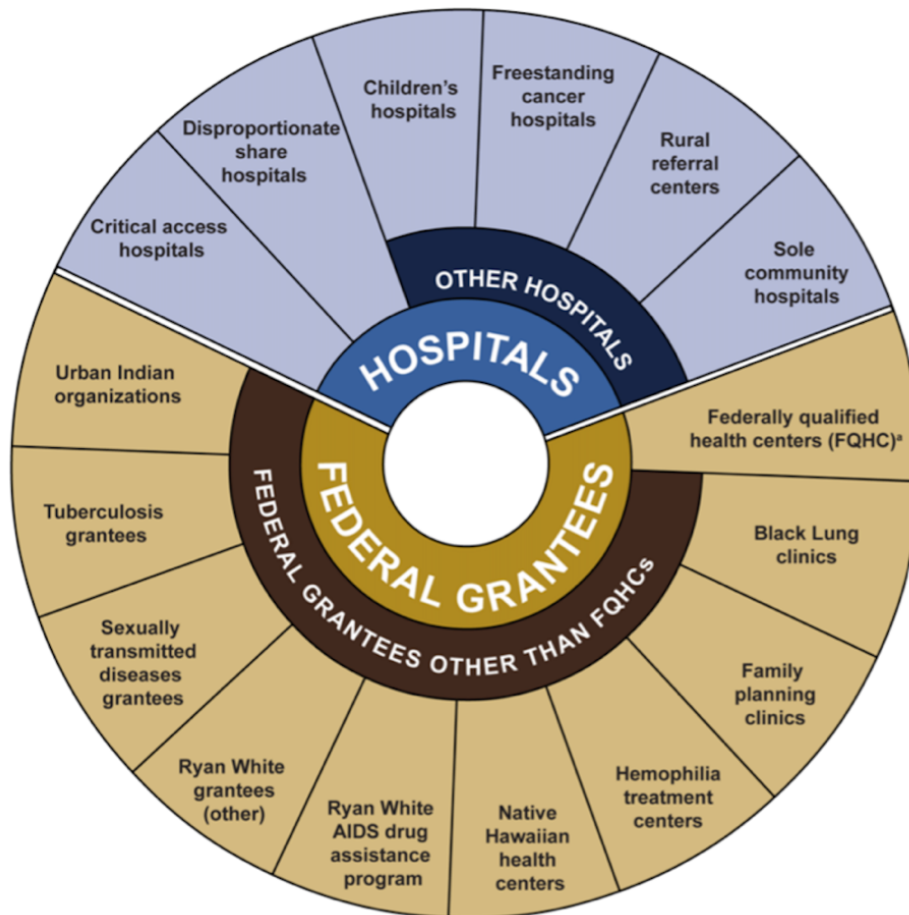 Children's
hospitals
Freestanding
cancer
hospitals
Disproportionate
share
hospitals
Rural
referral
centers
Critical access
hospitals
Sole
community
hospitals
OTHER HOSPITALS
HOSPITALS
Urban Indian
organizations
Federally qualified
health centers (FQHC)ª
FEDERAL GRANTEES
FEDERAL GRANTEES OTHER THAN FQHCs
Tuberculosis
grantees
Black Lung
clinics
Sexually
transmitted
diseases
grantees
Family
planning
clinics
Ryan White
grantees
(other)
Hemophilia
treatment
centers
Ryan White
AIDS drug
assistance
program
Native
Hawaiian
health
centers